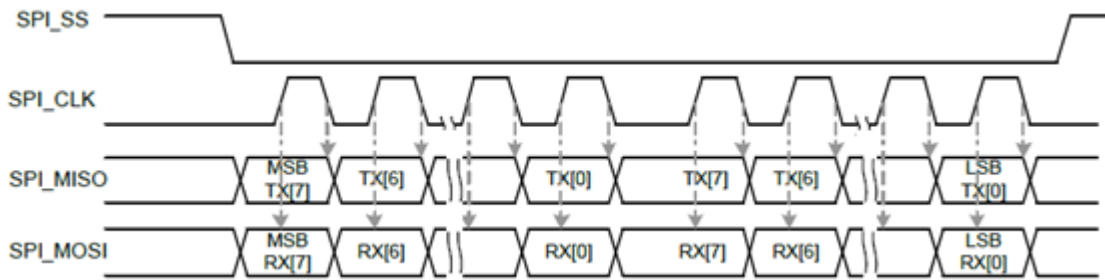 SPI_SS
SPI_CLK
SPI_MISO
MSB
TX[7]
TX[6]
TX[0]
TX[7]
TX[6]
LSB
TX[0]
SPI_MOSI
MSB
RX[7]
RX[6]
RX[0]
RX[7]
RX[6]
LSB
RX[0]